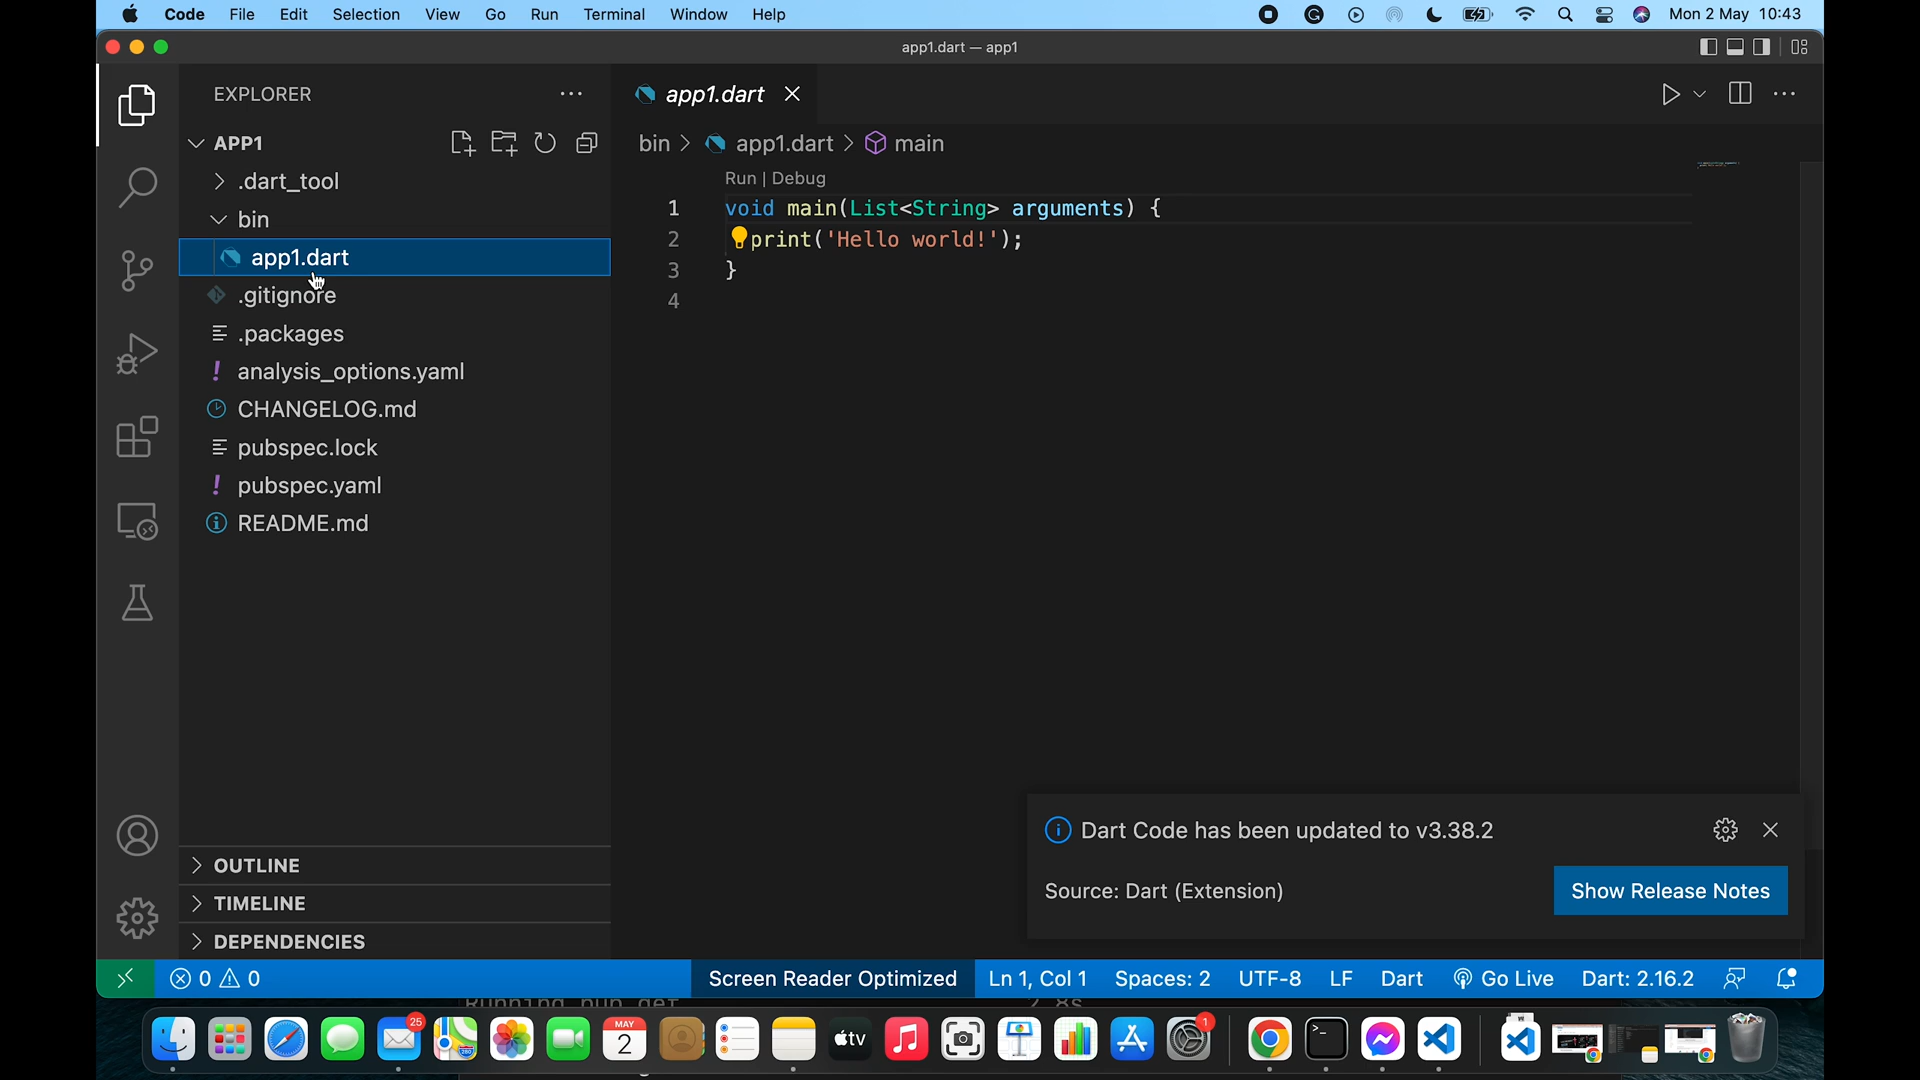 Code File Edit Selection View Go Run Terminal Window Help Mon 2 May 10:43
app1.dart — app1
EXPLORER
APP1
.dart_tool
bin
app1.dart
.gitignore
.packages
analysis_options.yaml
CHANGELOG.md
pubspec.lock
pubspec.yaml
README.md
OUTLINE
TIMELINE
DEPENDENCIES
app1.dart
bin > app1.dart > main
Run | Debug
1 void main(List<String> arguments) {
2 print('Hello world!');
3 }
4
Dart Code has been updated to v3.38.2
Source: Dart (Extension)
Show Release Notes
0 0 Screen Reader Optimized Ln 1, Col 1 Spaces: 2 UTF-8 LF Dart Go Live Dart: 2.16.2
25
MAY
2
280
tv
1